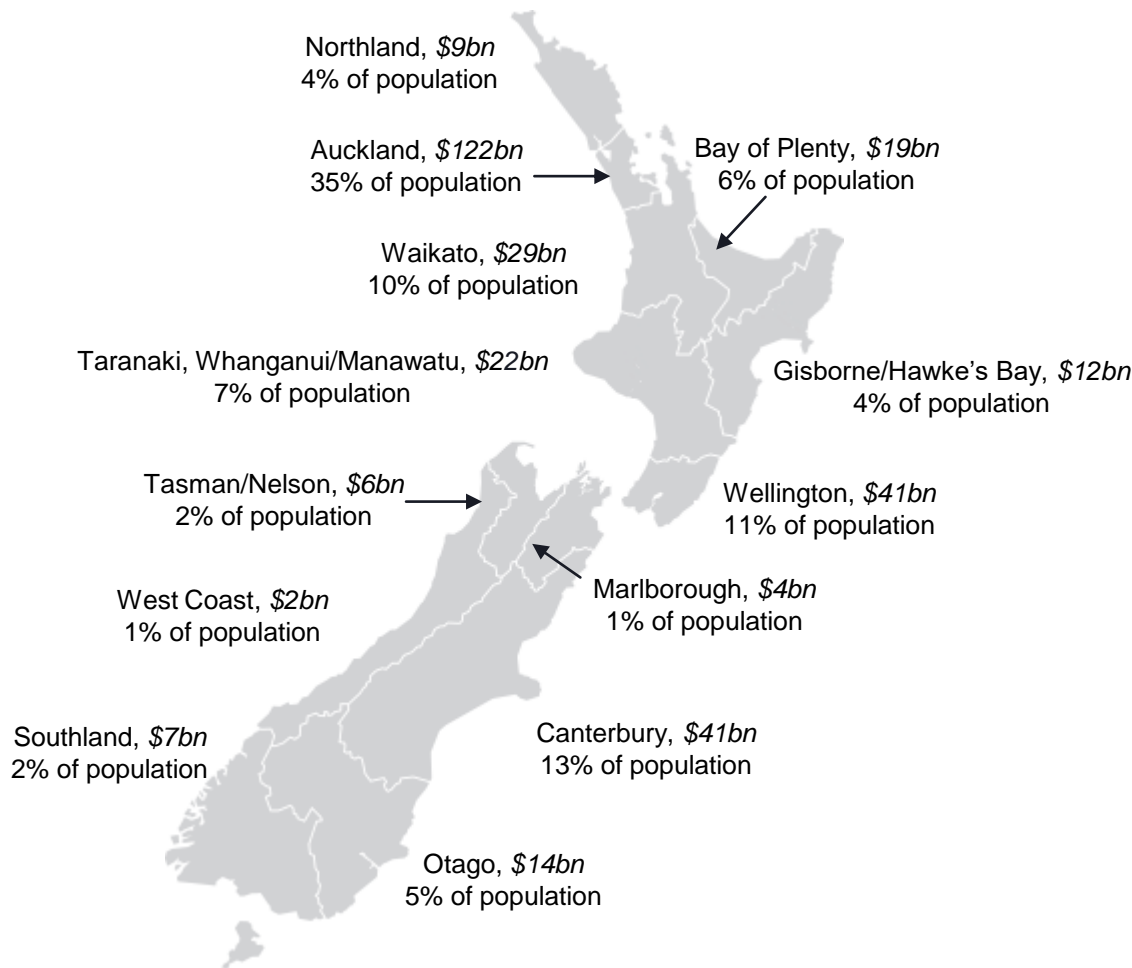 Northland, $9bn
4% of population
Auckland, $122bn
35% of population
Bay of Plenty, $19bn
6% of population
Waikato, $29bn
10% of population
Taranaki, Whanganui/Manawatu, $22bn
7% of population
Gisborne/Hawke’s Bay, $12bn
4% of population
Tasman/Nelson, $6bn
2% of population
Wellington, $41bn
11% of population
Marlborough, $4bn
1% of population
West Coast, $2bn
1% of population
Southland, $7bn
2% of population
Canterbury, $41bn
13% of population
Otago, $14bn
5% of population